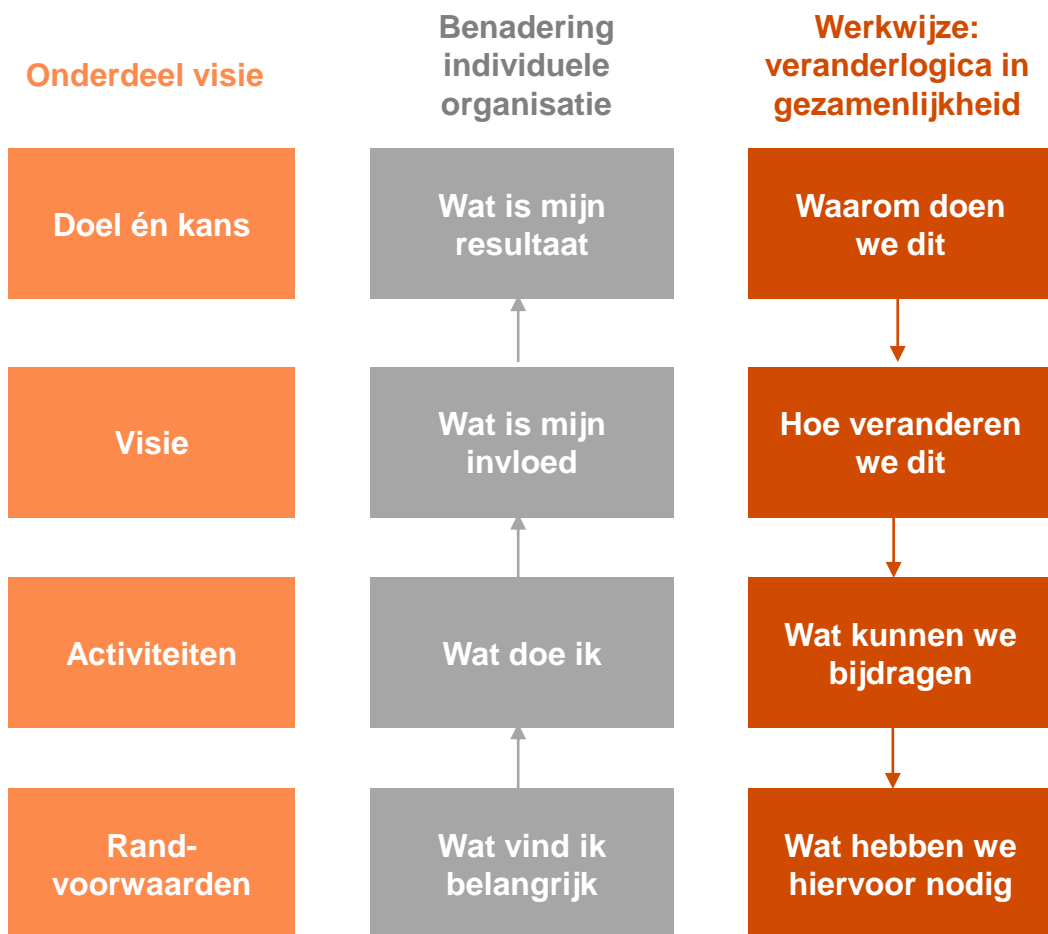 Onderdeel visie
Benadering
individuele
organisatie
Werkwijze:
veranderlogica in
gezamenlijkheid
Doel én kans
Wat is mijn
resultaat
Waarom doen
we dit
Visie
Wat is mijn
invloed
Hoe veranderen
we dit
Activiteiten
Wat doe ik
Wat kunnen we
bijdragen
Rand-
voorwaarden
Wat vind ik
belangrijk
Wat hebben we
hiervoor nodig